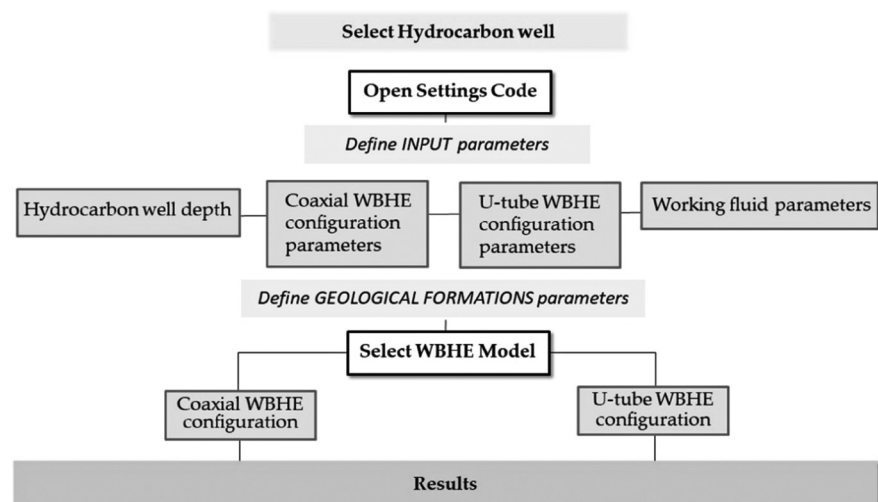 Select Hydrocarbon well
Open Settings Code
Define INPUT parameters
Hydrocarbon well depth
Coaxial WBHE
configuration
parameters
U-tube WBHE
configuration
parameters
Working fluid parameters
Define GEOLOGICAL FORMATIONS parameters
Select WBHE Model
Coaxial WBHE
configuration
U-tube WBHE
configuration
Results